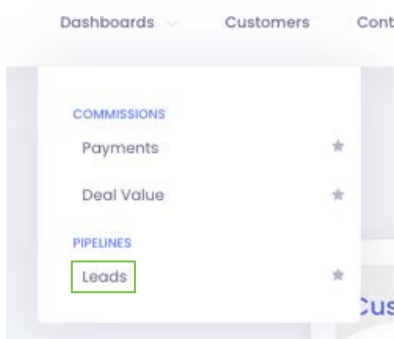 Dashboards Customers Cont
COMMISSIONS
Payments
Deal Value
PIPELINES
Leads
Cus